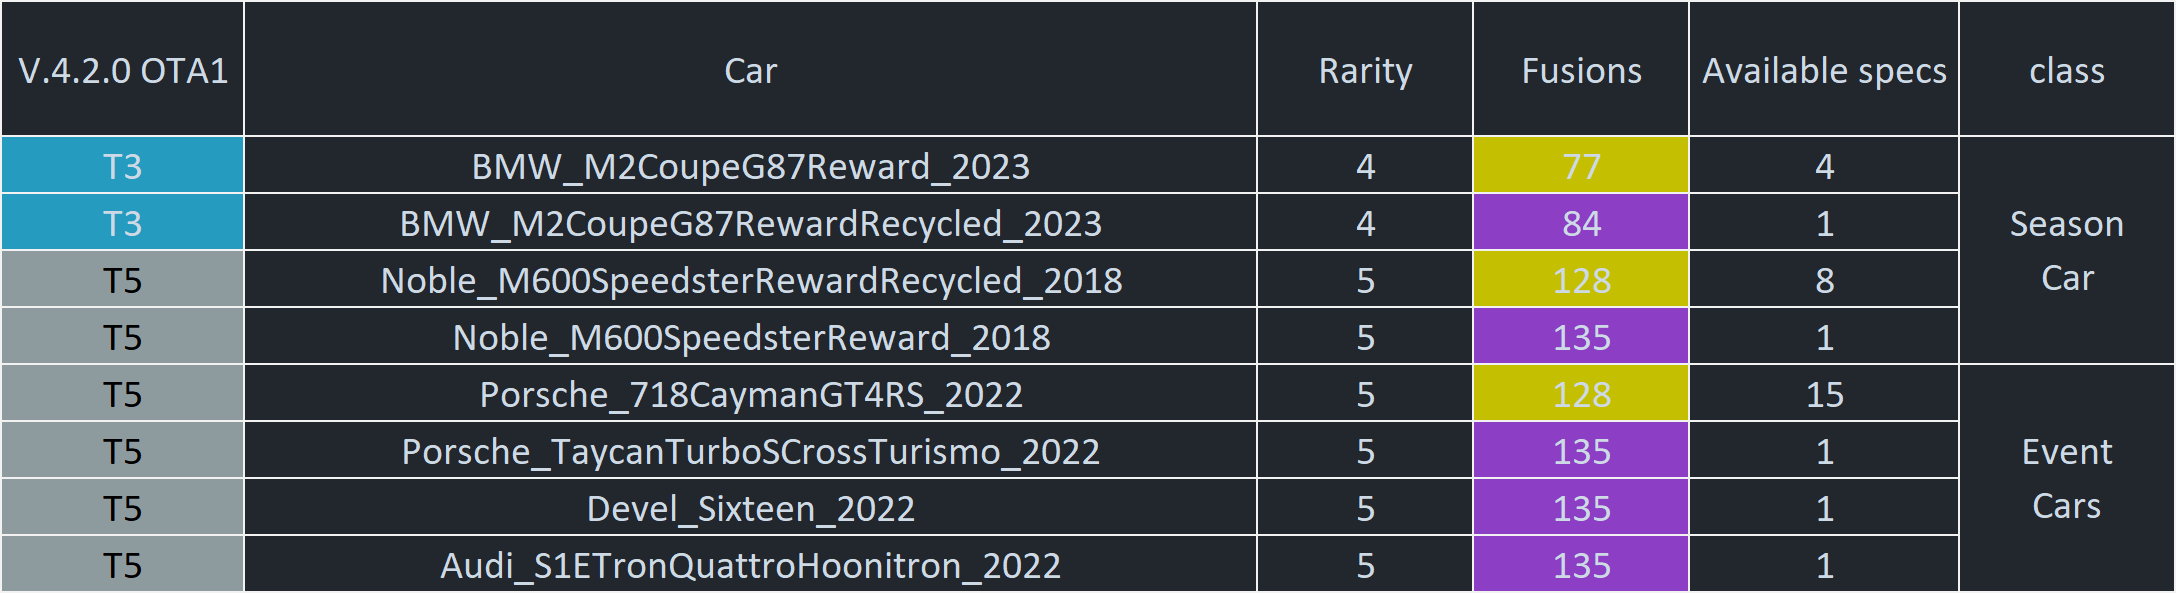 V.4.2.0 OTA1 Car Rarity Fusions Available specs class
T3 BMW_M2CoupeG87Reward_2023 4 77 4
T3 BMW_M2CoupeG87RewardRecycled_2023 4 84 1
Season
Car
T5 Noble_M600SpeedsterRewardRecycled_2018 5 128 8
T5 Noble_M600SpeedsterReward_2018 5 135 1
T5 Porsche_718CaymanGT4RS_2022 5 128 15
T5 Porsche_TaycanTurboSCrossTurismo_2022 5 135 1
Event
Cars
T5 Devel_Sixteen_2022 5 135 1
T5 Audi_S1ETronQuattroHoonitron_2022 5 135 1